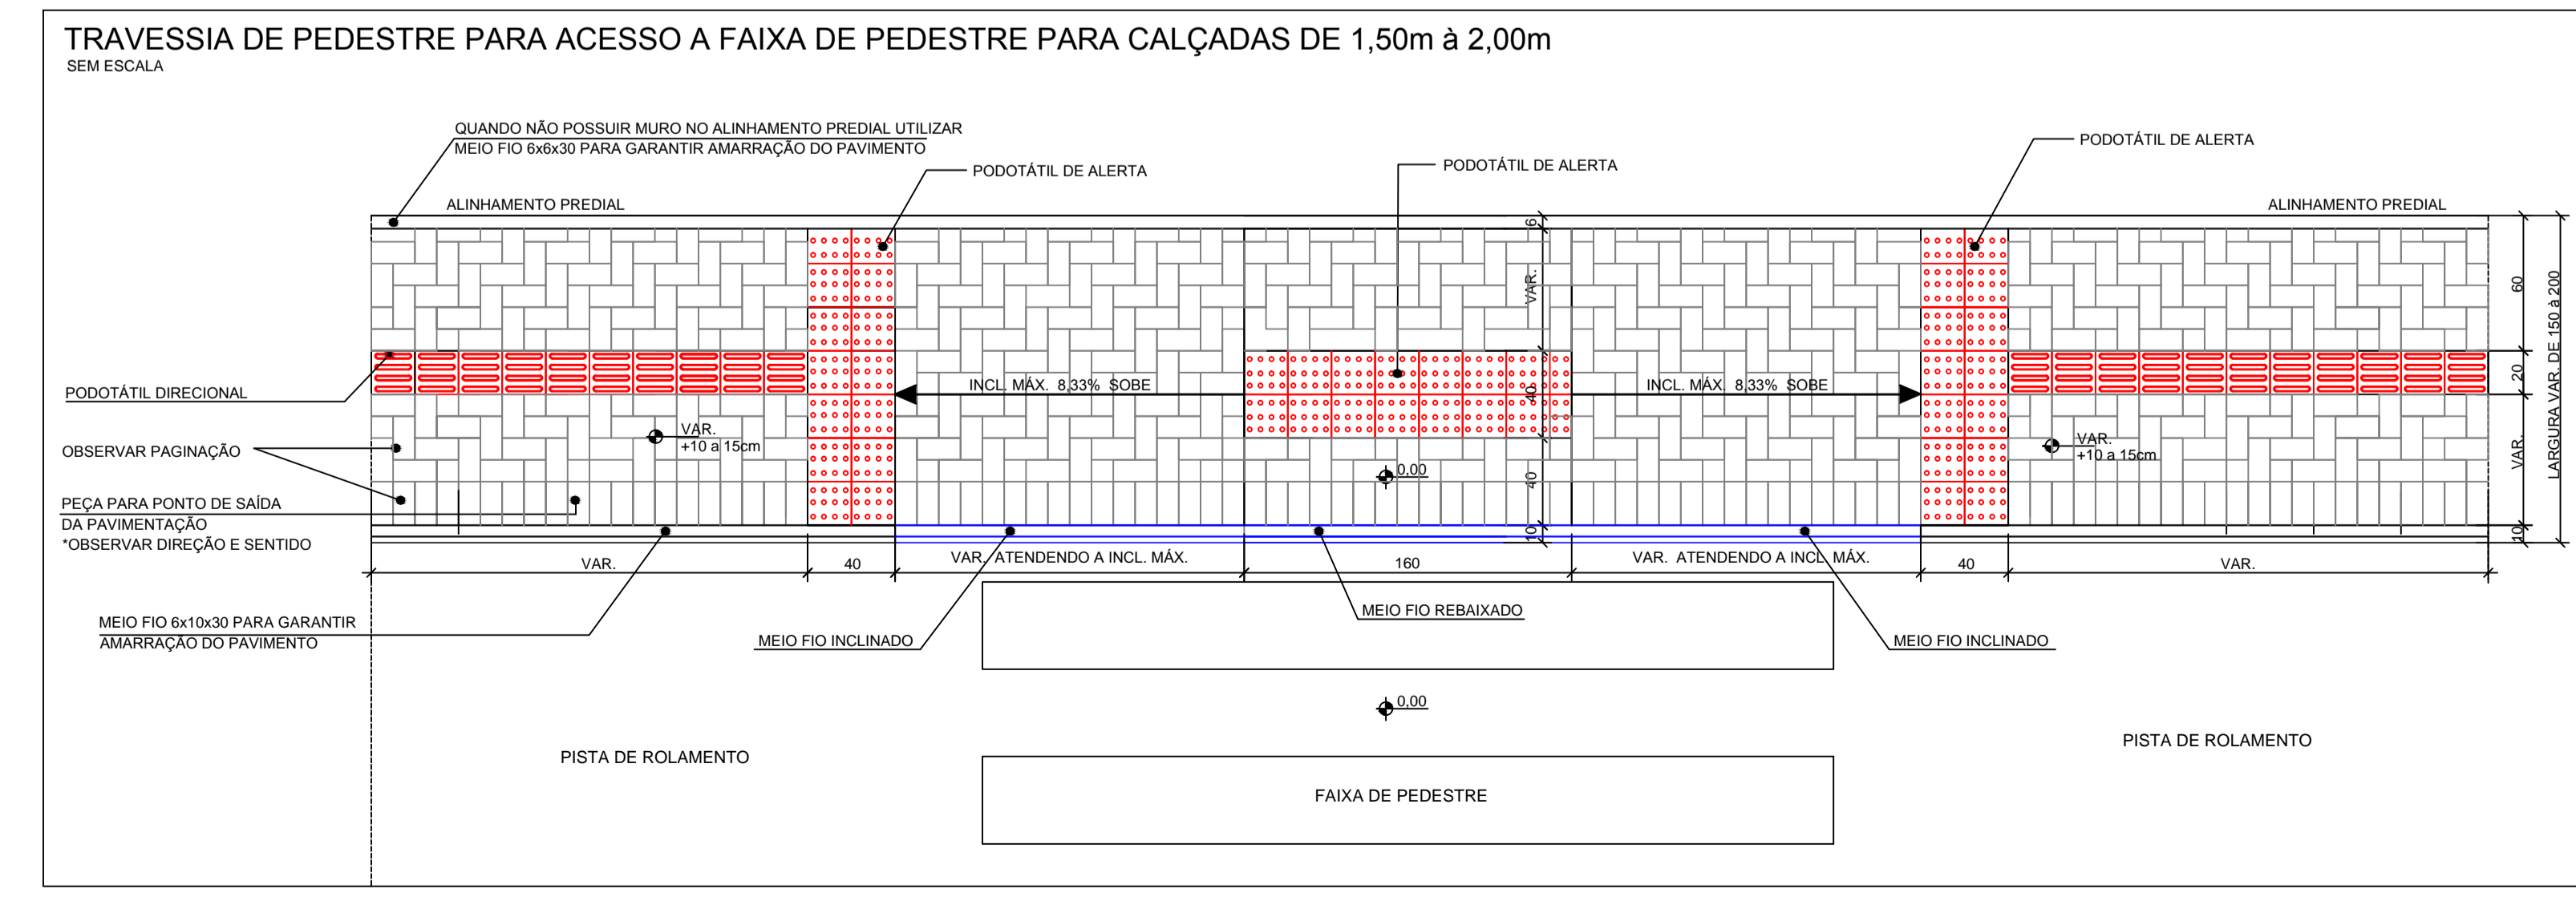 TRAVESSIA DE PEDESTRE PARA ACESSO A FAIXA DE PEDESTRE PARA CALÇADAS DE 1,50m à 2,00m
SEM ESCALA
QUANDO NÃO POSSUIR MURO NO ALINHAMENTO PREDIAL UTILIZAR
MEIO FIO 6x6x30 PARA GARANTIR AMARRAÇÃO DO PAVIMENTO
PODOTÁTIL DE ALERTA
PODOTÁTIL DE ALERTA
PODOTÁTIL DE ALERTA
ALINHAMENTO PREDIAL
ALINHAMENTO PREDIAL
6
VAR.
40
40
10
60
20
VAR.
10
LARGURA VAR. DE 150 à 200
PODOTÁTIL DIRECIONAL
INCL. MÁX. 8,33% SOBE
INCL. MÁX. 8,33% SOBE
OBSERVAR PAGINAÇÃO
VAR.
+10 a 15cm
0,00
VAR.
+10 a 15cm
PEÇA PARA PONTO DE SAÍDA
DA PAVIMENTAÇÃO
*OBSERVAR DIREÇÃO E SENTIDO
VAR.
40
VAR. ATENDENDO A INCL. MÁX.
160
VAR. ATENDENDO A INCL. MÁX.
40
VAR.
MEIO FIO 6x10x30 PARA GARANTIR
AMARRAÇÃO DO PAVIMENTO
MEIO FIO INCLINADO
MEIO FIO REBAIXADO
MEIO FIO INCLINADO
0,00
PISTA DE ROLAMENTO
PISTA DE ROLAMENTO
FAIXA DE PEDESTRE